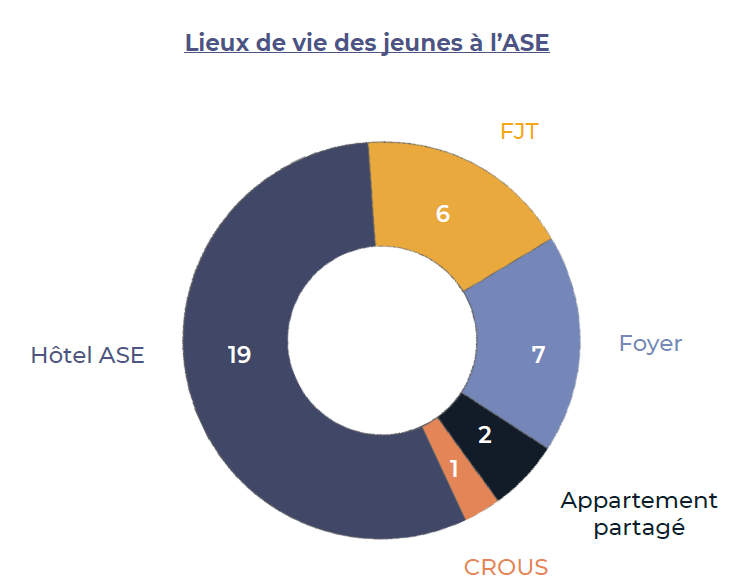 Lieux de vie des jeunes à l'ASE
FJT
6
Hôtel ASE
19
7
Foyer
2
1
Appartement
partagé
CROUS